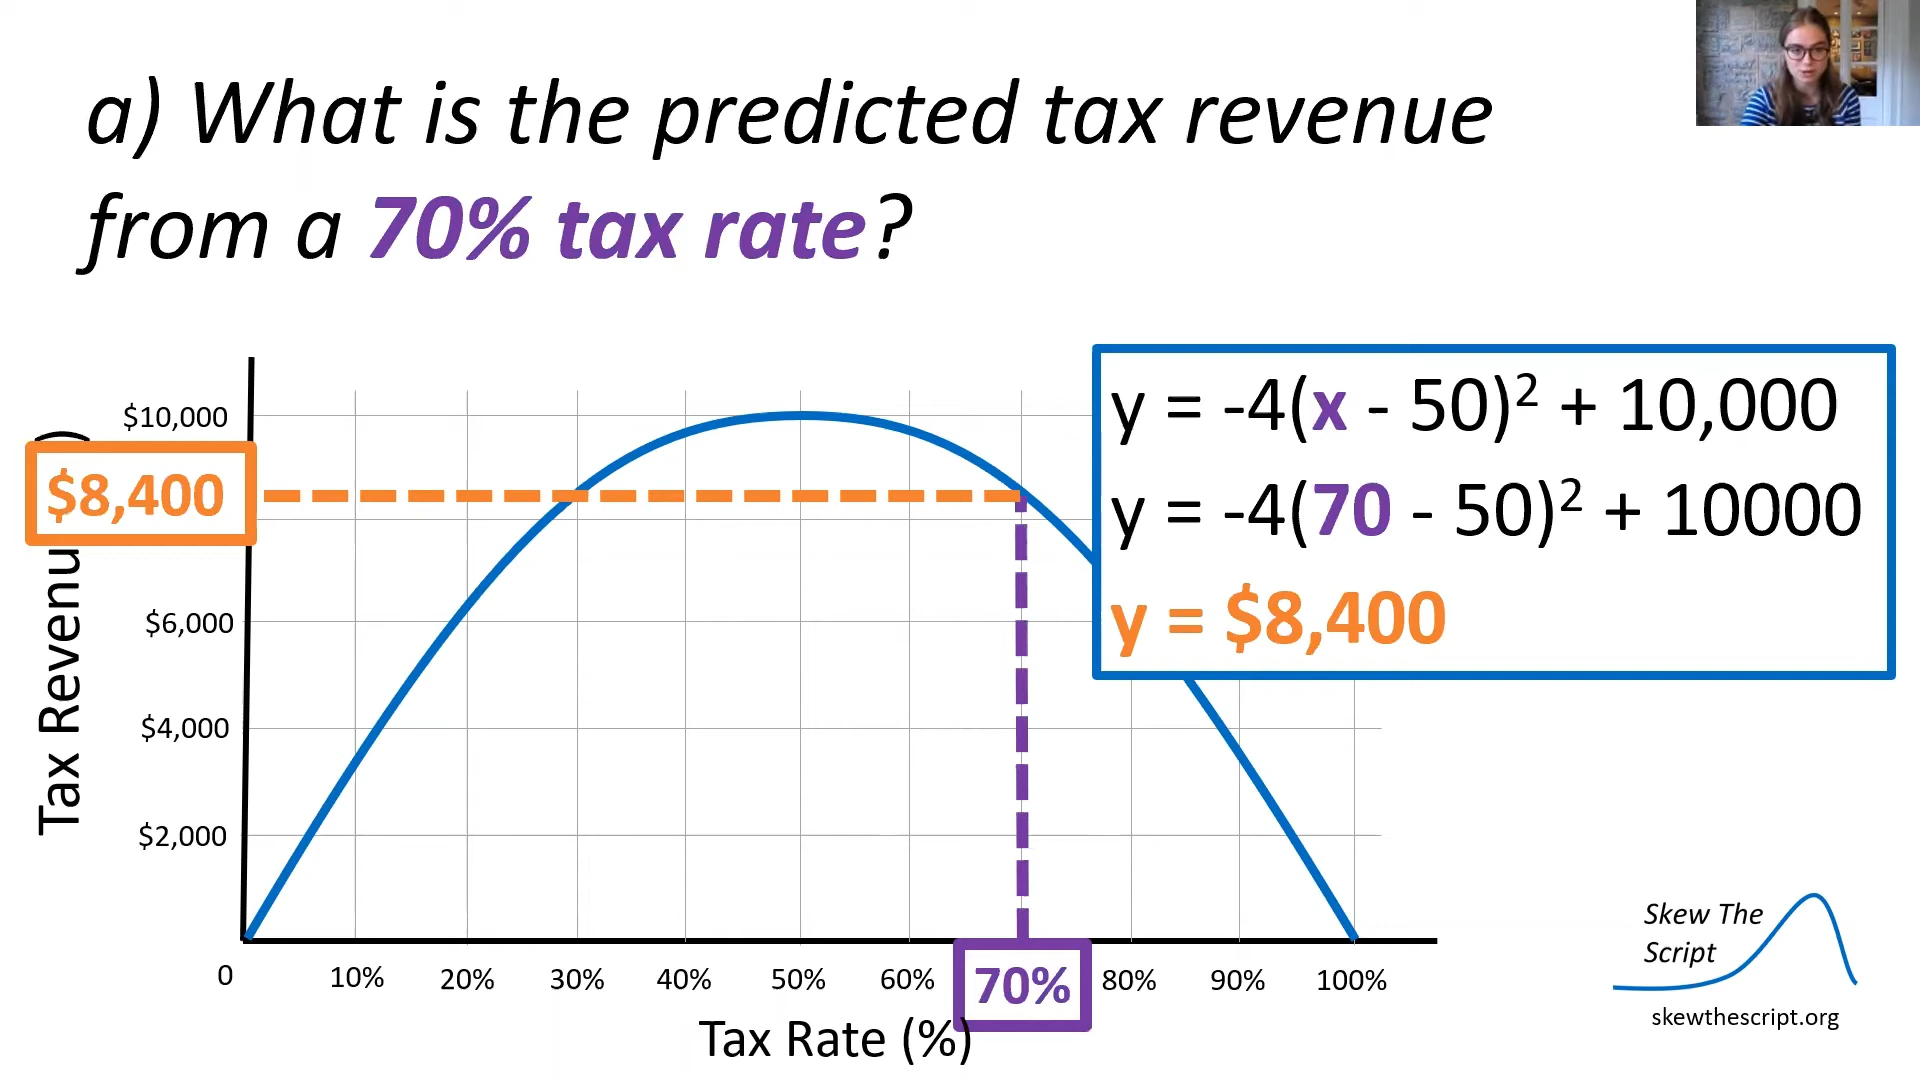 a) What is the predicted tax revenue
from a 70% tax rate?
y = -4(x - 50)² + 10,000
y = -4(70 - 50)² + 10000
y = $8,400
$10,000
$8,400
$6,000
$4,000
$2,000
Tax Revenu )
0 10% 20% 30% 40% 50% 60% 70% 80% 90% 100%
Tax Rate (%)
Skew The
Script
skewthescript.org